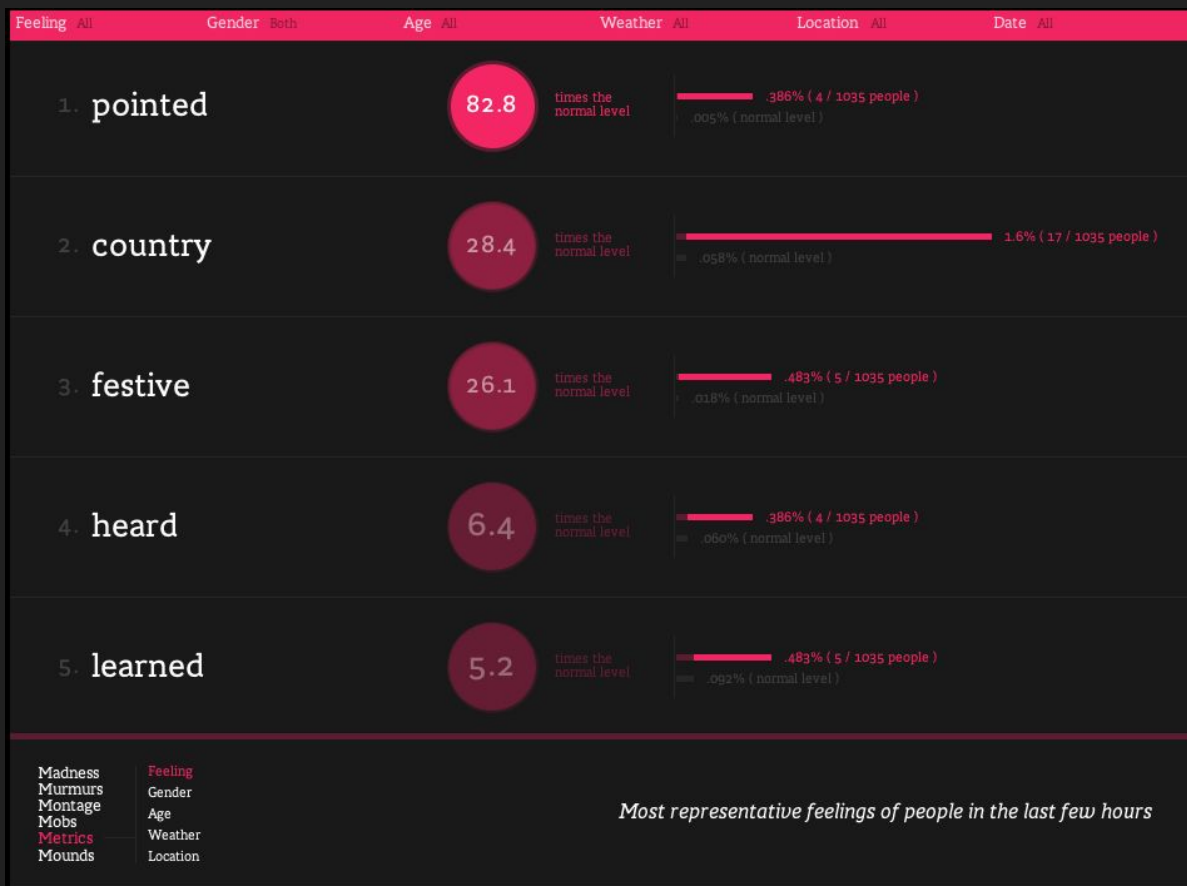 Feeling All Gender Both Age All Weather All Location All Date All
1. pointed
82.8
times the
normal level
.386% ( 4 / 1035 people )
.005% ( normal level )
2. country
28.4
times the
normal level
1.6% ( 17 / 1035 people )
.058% ( normal level )
3. festive
26.1
times the
normal level
.483% ( 5 / 1035 people )
.018% ( normal level )
4. heard
6.4
times the
normal level
.386% ( 4 / 1035 people )
.060% ( normal level )
5. learned
5.2
times the
normal level
.483% ( 5 / 1035 people )
.092% ( normal level )
Madness
Murmurs
Montage
Mobs
Metrics
Mounds
Feeling
Gender
Age
Weather
Location
Most representative feelings of people in the last few hours